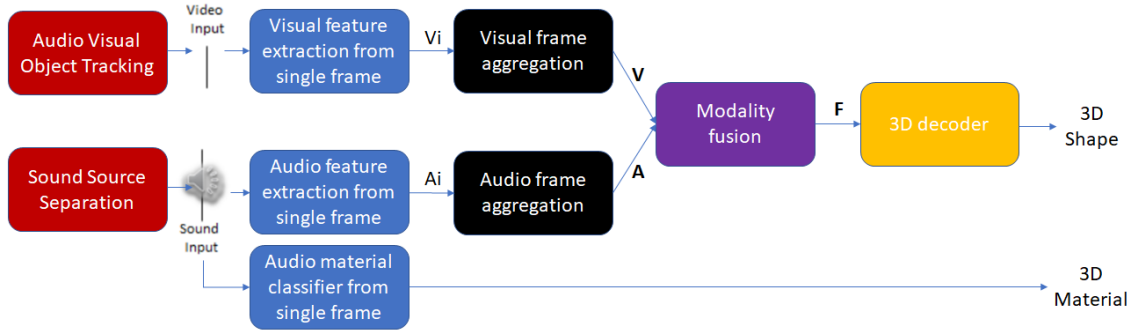 Audio Visual
Object Tracking
Video
Input
Visual feature
extraction from
single frame
Vi
Visual frame
aggregation
V
Modality
fusion
F
3D decoder
3D
Shape
Sound Source
Separation
Sound
Input
Audio feature
extraction from
single frame
Ai
Audio frame
aggregation
A
Audio material
classifier from
single frame
3D
Material